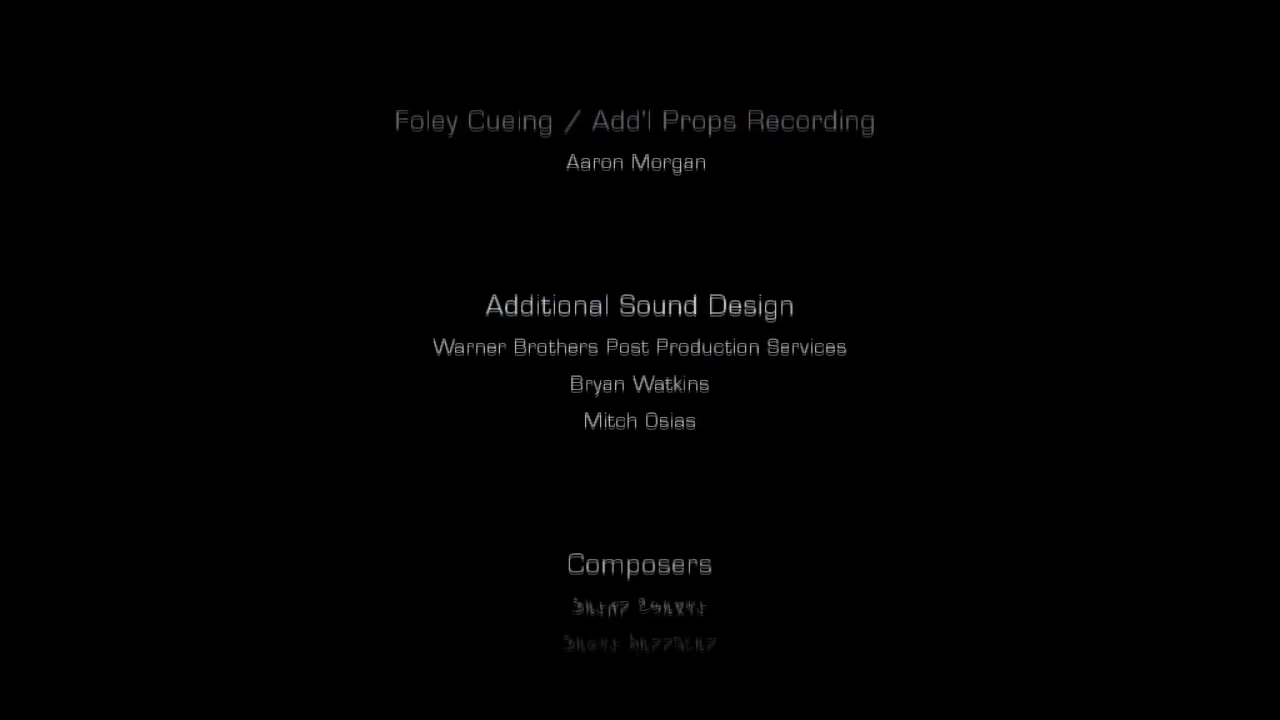 Foley Cueing / Add'l Props Recording
Aaron Morgan
Additional Sound Design
Warner Brothers Post Production Services
Bryan Watkins
Mitch Osias
Composers